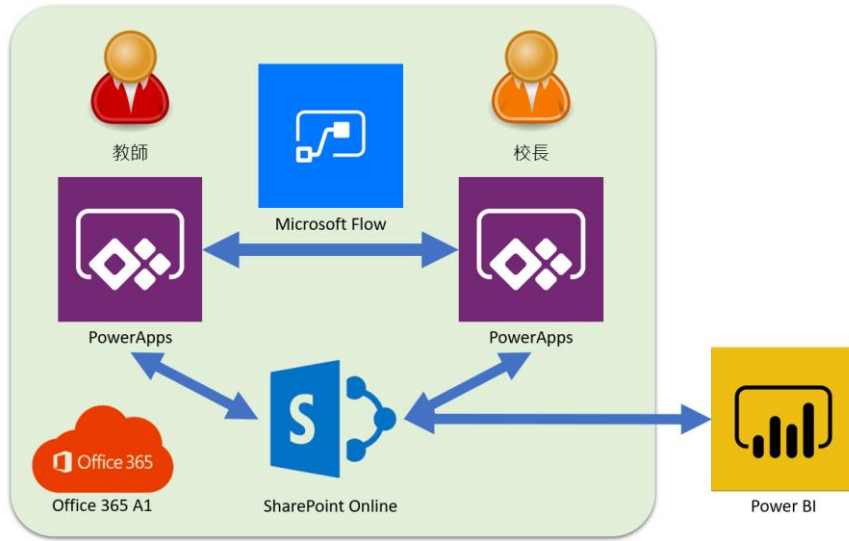 教師
校長
Microsoft Flow
PowerApps
PowerApps
S
Office 365
Office 365 A1
SharePoint Online
Power BI